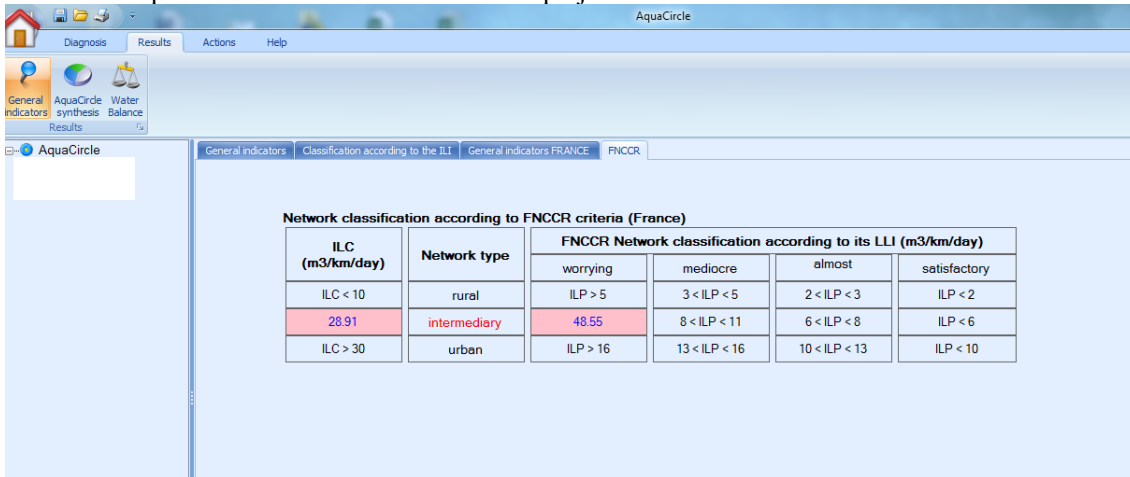 AquaCircle
Diagnosis Results Actions Help
General indicators
AquaCircle synthesis
Water Balance
Results
AquaCircle
General indicators Classification according to the ILI General indicators FRANCE FNCCR
Network classification according to FNCCR criteria (France)
ILC (m3/km/day) Network type FNCCR Network classification according to its LLI (m3/km/day)
worrying mediocre almost satisfactory
ILC < 10 rural ILP > 5 3 < ILP < 5 2 < ILP < 3 ILP < 2
28.91 intermediary 48.55 8 < ILP < 11 6 < ILP < 8 ILP < 6
ILC > 30 urban ILP > 16 13 < ILP < 16 10 < ILP < 13 ILP < 10